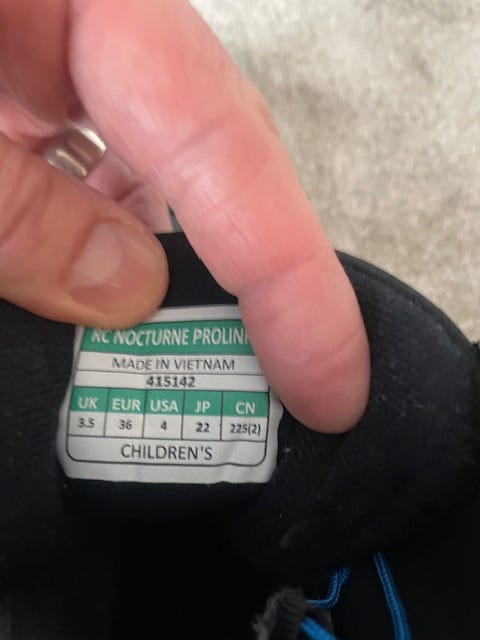 RC NOCTURNE PROLIN
MADE IN VIETNAM
415142
UK EUR USA JP CN
3.5 36 4 22 225(2)
CHILDREN'S